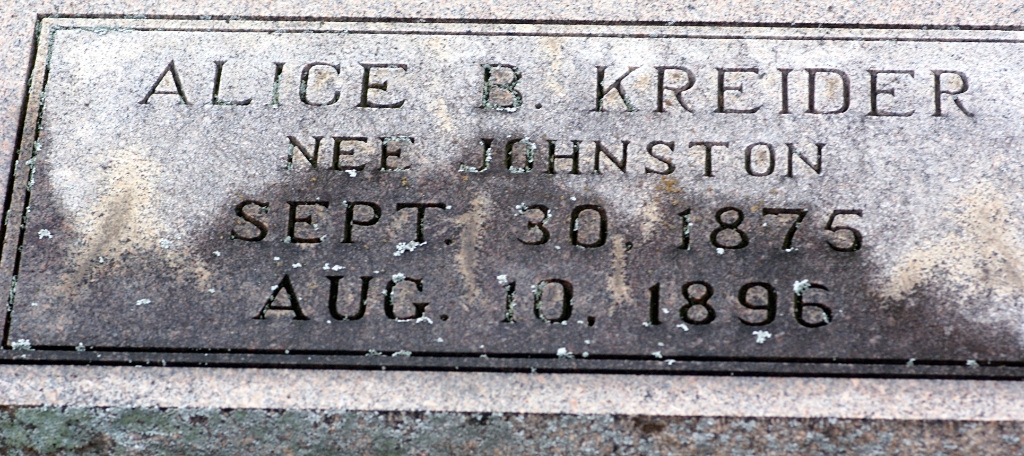 ALICE B. KREIDER
NEE JOHNSTON
SEPT. 30, 1875
AUG. 10, 1896